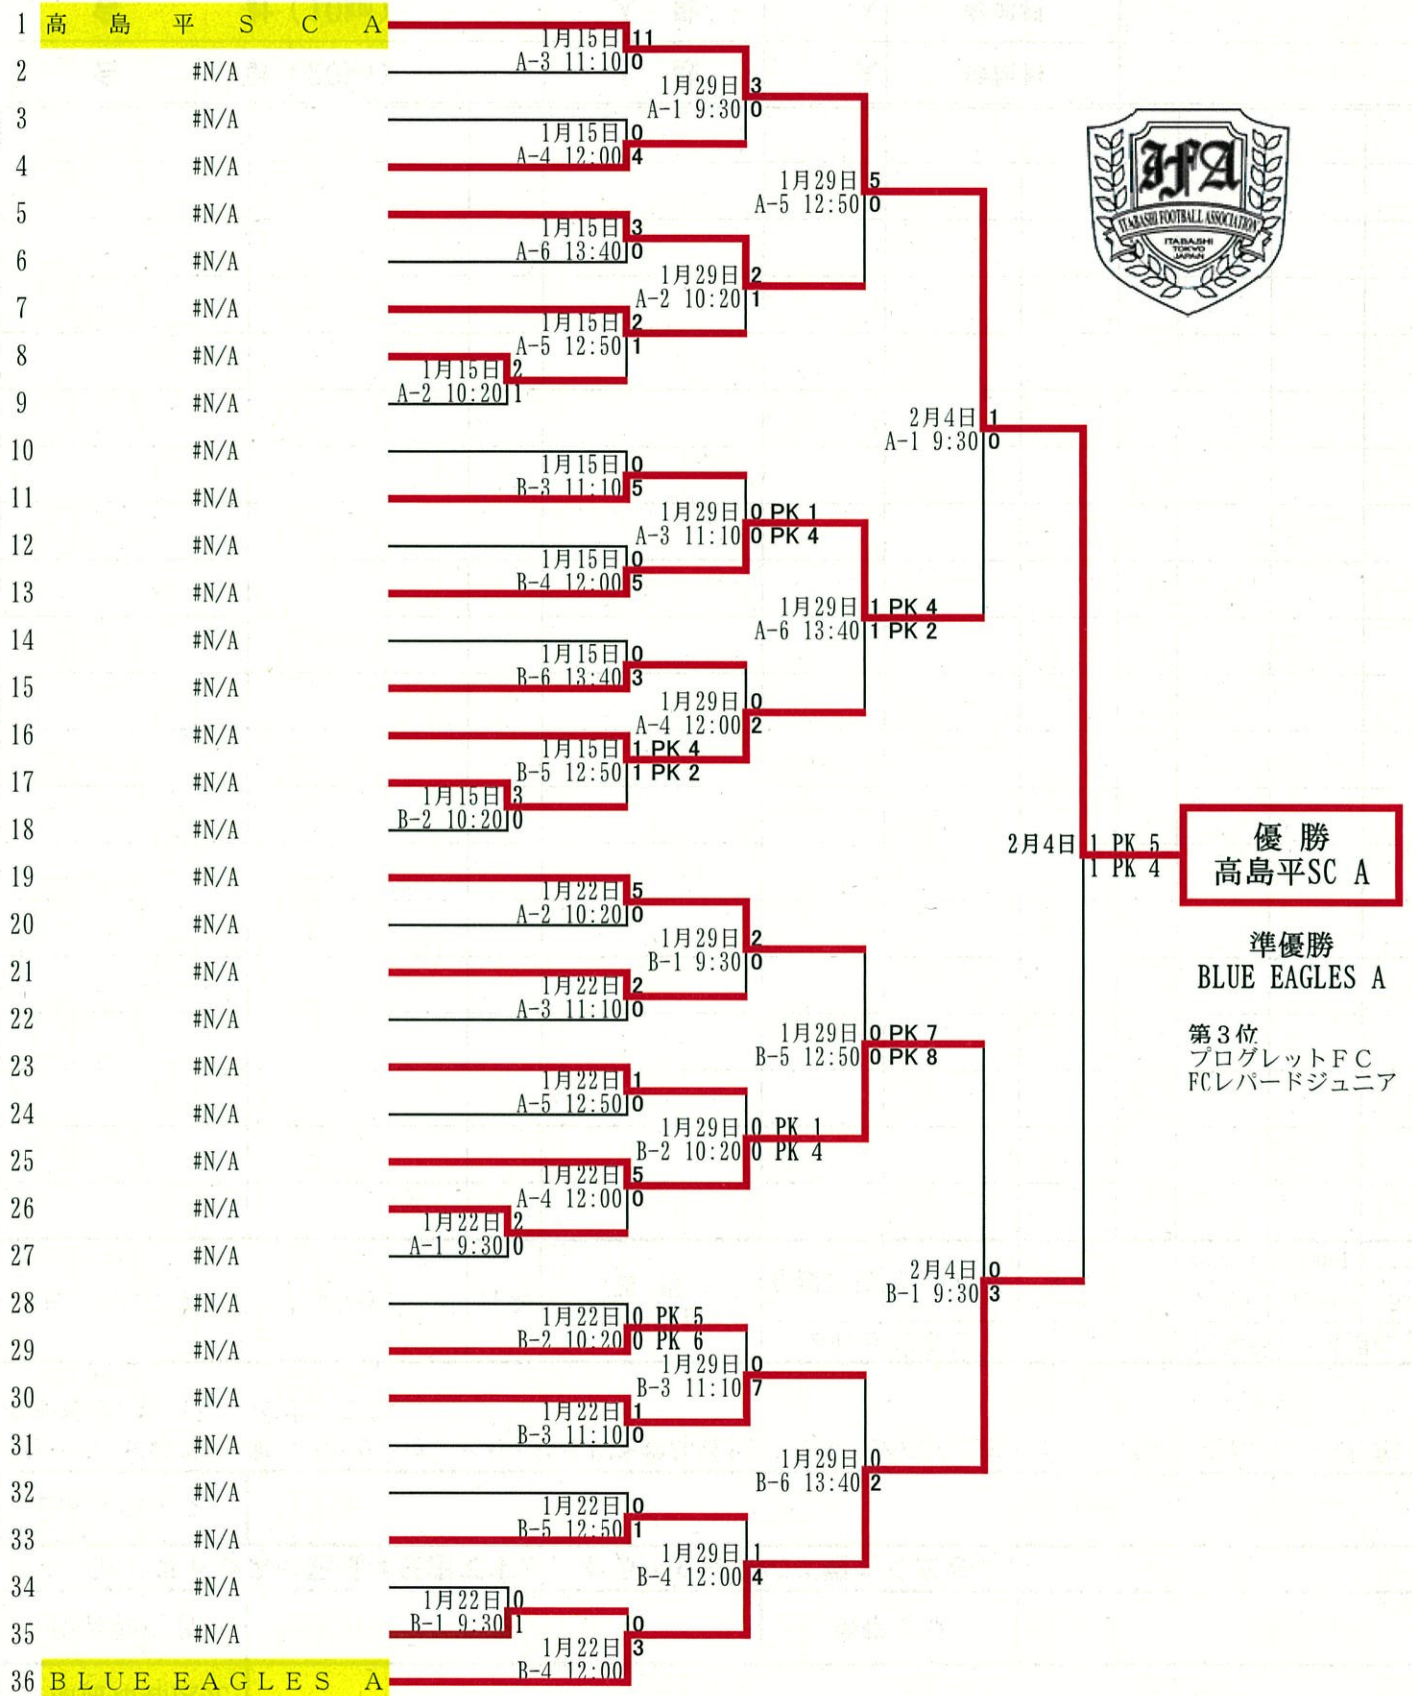 1 高島平SCA
1月15日 11
A-3 11:10 0
2 #N/A
1月29日 3
A-1 9:30 0
3 #N/A
1月15日 0
A-4 12:00 4
4 #N/A
1月29日 5
A-5 12:50 0
5 #N/A
1月15日 3
A-6 13:40 0
6 #N/A
1月29日 2
A-2 10:20 1
7 #N/A
1月15日 2
A-5 12:50 1
8 #N/A
1月15日 2
A-2 10:20 1
9 #N/A
2月4日 1
A-1 9:30 0
10 #N/A
1月15日 0
B-3 11:10 5
11 #N/A
1月29日 0 PK 1
A-3 11:10 0 PK 4
12 #N/A
1月15日 0
B-4 12:00 5
13 #N/A
1月29日 1 PK 4
A-6 13:40 1 PK 2
14 #N/A
1月15日 0
B-6 13:40 3
15 #N/A
1月29日 0
A-4 12:00 2
16 #N/A
1月15日 1 PK 4
B-5 12:50 1 PK 2
17 #N/A
1月15日 3
B-2 10:20 0
18 #N/A
2月4日 1 PK 5
1 PK 4
19 #N/A
1月22日 5
A-2 10:20 0
20 #N/A
1月29日 2
B-1 9:30 0
21 #N/A
1月22日 2
A-3 11:10 0
22 #N/A
1月29日 0 PK 7
B-5 12:50 0 PK 8
23 #N/A
1月22日 1
A-5 12:50 0
24 #N/A
1月29日 0 PK 1
B-2 10:20 0 PK 4
25 #N/A
1月22日 5
A-4 12:00 0
26 #N/A
1月22日 2
A-1 9:30 0
27 #N/A
2月4日 0
B-1 9:30 3
28 #N/A
1月22日 0 PK 5
B-2 10:20 0 PK 6
29 #N/A
1月29日 0
B-3 11:10 7
30 #N/A
1月22日 1
B-3 11:10 0
31 #N/A
1月29日 0
B-6 13:40 2
32 #N/A
1月22日 0
B-5 12:50 1
33 #N/A
1月29日 1
B-4 12:00 4
34 #N/A
1月22日 0
B-1 9:30 1
35 #N/A
0
1月22日 3
B-4 12:00
36 BLUE EAGLES A
IFA
ITABASHI FOOTBALL ASSOCIATION
ITABASHI
TOKYO
JAPAN
優勝
高島平SC A
準優勝
BLUE EAGLES A
第３位
プログレットＦＣ
FCレパードジュニア